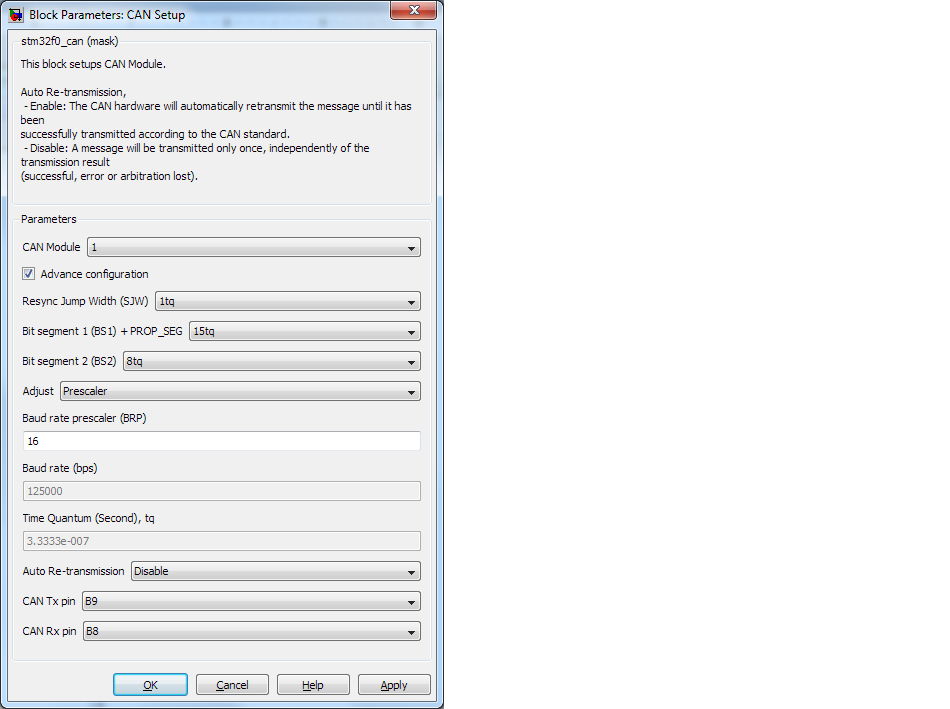 Block Parameters: CAN Setup
stm32f0_can (mask)
This block setups CAN Module.
Auto Re-transmission,
- Enable: The CAN hardware will automatically retransmit the message until it has
been
successfully transmitted according to the CAN standard.
- Disable: A message will be transmitted only once, independently of the
transmission result
(successful, error or arbitration lost).
Parameters
CAN Module 1
Advance configuration
Resync Jump Width (SJW) 1tq
Bit segment 1 (BS1) + PROP_SEG 15tq
Bit segment 2 (BS2) 8tq
Adjust Prescaler
Baud rate prescaler (BRP)
16
Baud rate (bps)
125000
Time Quantum (Second), tq
3.3333e-007
Auto Re-transmission Disable
CAN Tx pin B9
CAN Rx pin B8
OK Cancel Help Apply